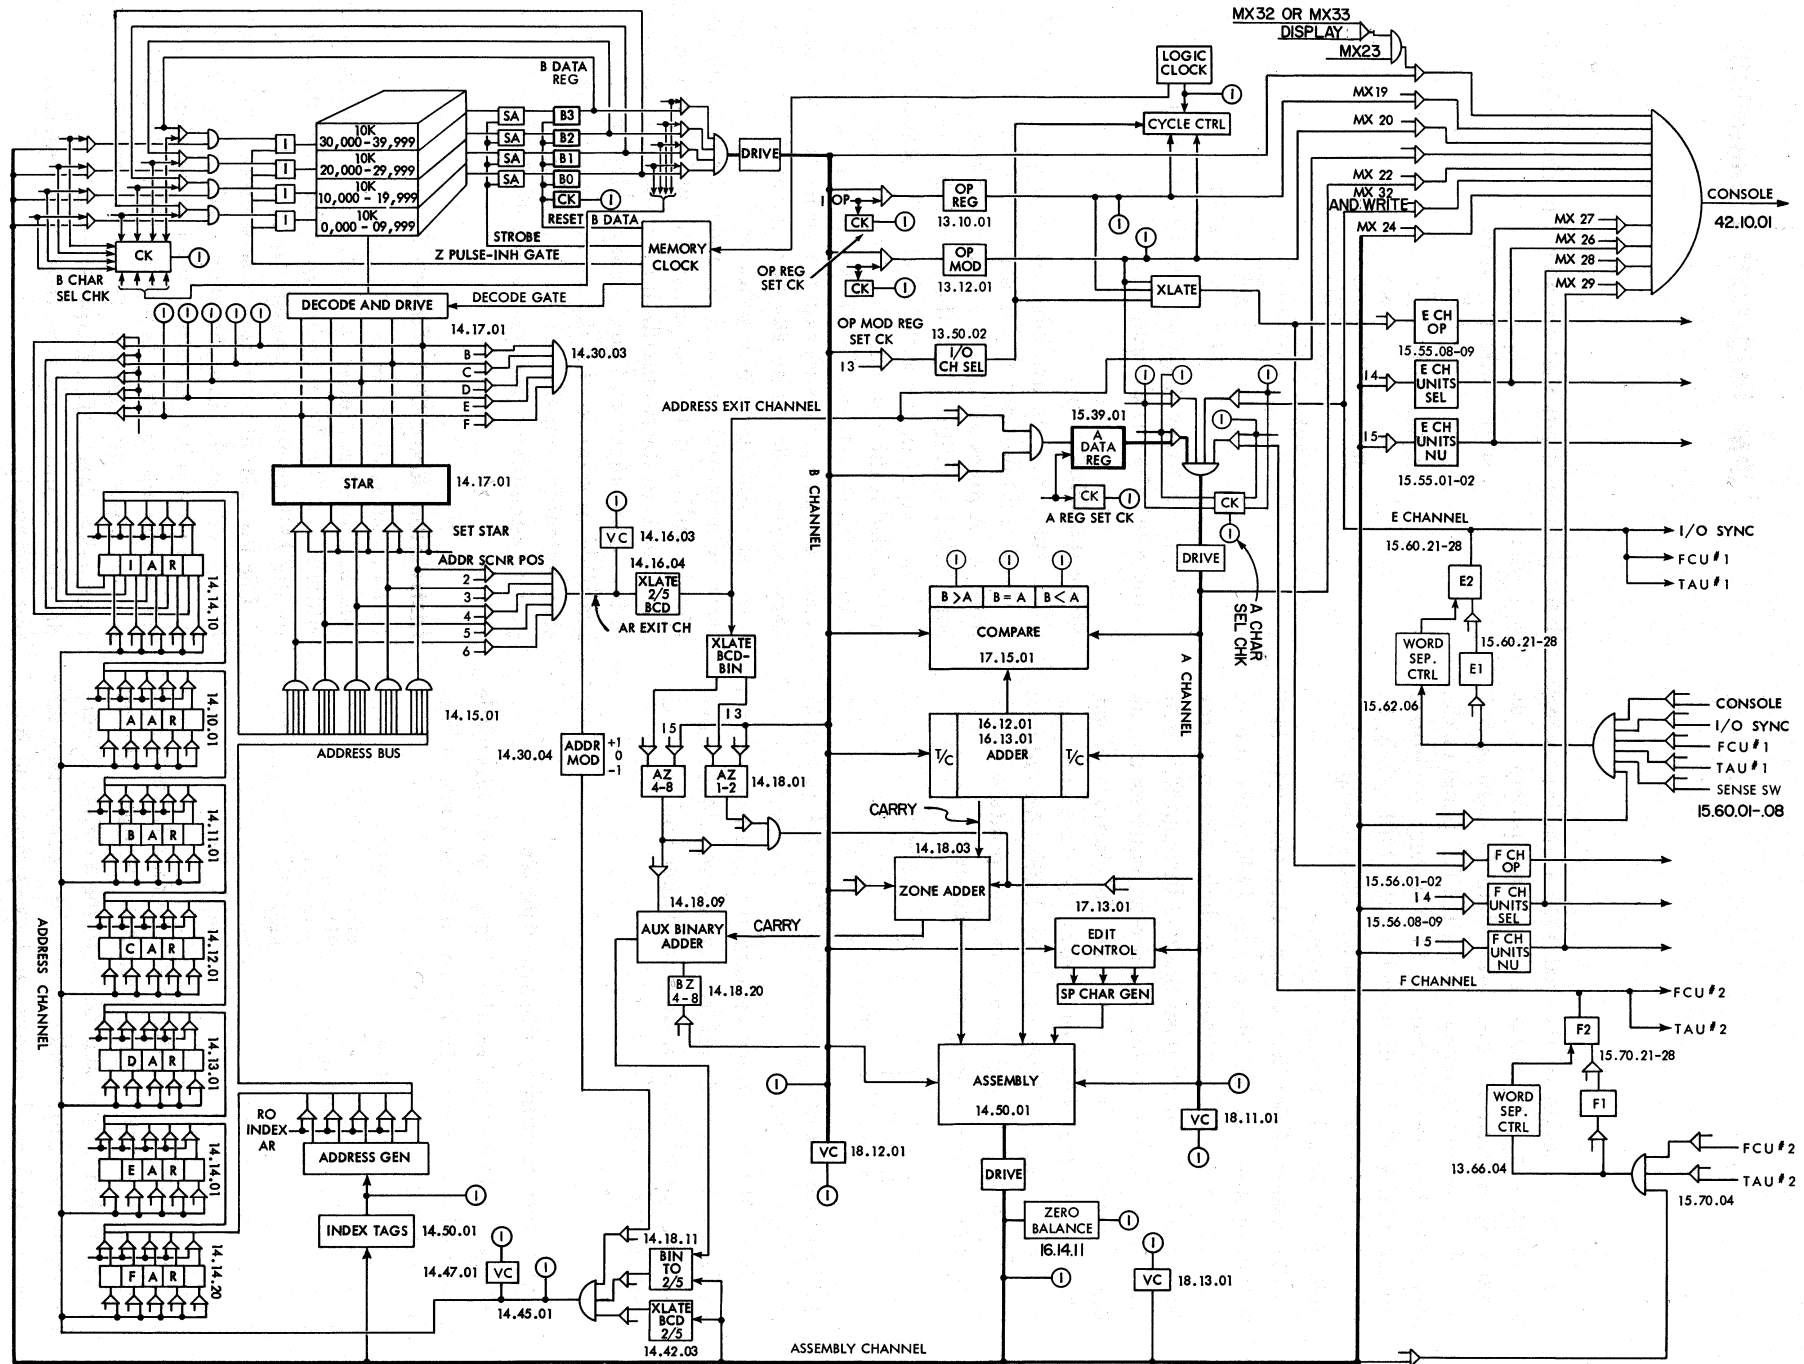 MX32 OR MX33
DISPLAY
MX23
LOGIC
CLOCK
B DATA
REG
MX 19
CYCLE CTRL
MX 20
10K
30,000-39,999
10K
20,000-29,999
10K
10,000 - 19,999
10K
0,000 - 09,999
I
I
I
I
SA
SA
SA
SA
B3
B2
B1
B0
CK
I
DRIVE
MX 22
MX 32
AND WRITE
MX 24
CONSOLE
42.10.01
MX 27
MX 26
MX 28
MX 29
I OP
CK
I
OP
REG
13.10.01
I
I
OP REG
SET CK
CK
I
OP
MOD
13.12.01
XLATE
RESET B DATA
STROBE
Z PULSE-INH GATE
MEMORY
CLOCK
CK
I
B CHAR
SEL CHK
DECODE AND DRIVE
DECODE GATE
14.17.01
I
I
I
I
I
OP MOD REG
SET CK
I3
13.50.02
I/O
CH SEL
E CH
OP
15.55.08-09
I4
E CH
UNITS
SEL
I5
E CH
UNITS
NU
15.55.01-02
14.30.03
B
C
D
E
F
ADDRESS EXIT CHANNEL
15.39.01
A
DATA
REG
CK
I
A REG SET CK
I
I
I
I
CK
I
A CHAR
SEL CHK
B CHANNEL
STAR
14.17.01
SET STAR
ADDR SCNR POS
2
3
4
5
6
AR EXIT CH
I
VC
14.16.03
14.16.04
XLATE
2/5
BCD
XLATE
BCD-
BIN
E CHANNEL
15.60.21-28
I/O SYNC
FCU #1
TAU #1
E2
15.60.21-28
E1
WORD
SEP.
CTRL
15.62.06
CONSOLE
I/O SYNC
FCU #1
TAU #1
SENSE SW
15.60.01-.08
DRIVE
I
I
I
B>A
B=A
B<A
COMPARE
17.15.01
A CHANNEL
T/C
16.12.01
16.13.01
ADDER
T/C
I A R
14.14.10
A A R
14.10.01
B A R
14.11.01
C A R
14.12.01
D A R
14.13.01
E A R
14.14.01
F A R
14.14.20
ADDRESS CHANNEL
14.15.01
ADDRESS BUS
14.30.04
ADDR
MOD
+1
0
-1
I5
I3
AZ
4-8
AZ
1-2
14.18.01
CARRY
14.18.03
ZONE ADDER
14.18.09
AUX BINARY
ADDER
CARRY
BZ
4-8
14.18.20
17.13.01
EDIT
CONTROL
SP CHAR GEN
F CH
OP
15.56.01-02
I4
F CH
UNITS
SEL
15.56.08-09
I5
F CH
UNITS
NU
F CHANNEL
FCU #2
TAU #2
F2
15.70.21-28
F1
WORD
SEP.
CTRL
13.66.04
FCU #2
TAU #2
15.70.04
ASSEMBLY
14.50.01
I
I
VC
18.11.01
I
VC
18.12.01
I
DRIVE
ZERO
BALANCE
I
16.14.11
I
I
VC
18.13.01
RO
INDEX
AR
ADDRESS GEN
I
INDEX TAGS
14.50.01
I
14.47.01
VC
I
14.45.01
14.18.11
BIN
TO
2/5
XLATE
BCD
2/5
14.42.03
ASSEMBLY CHANNEL